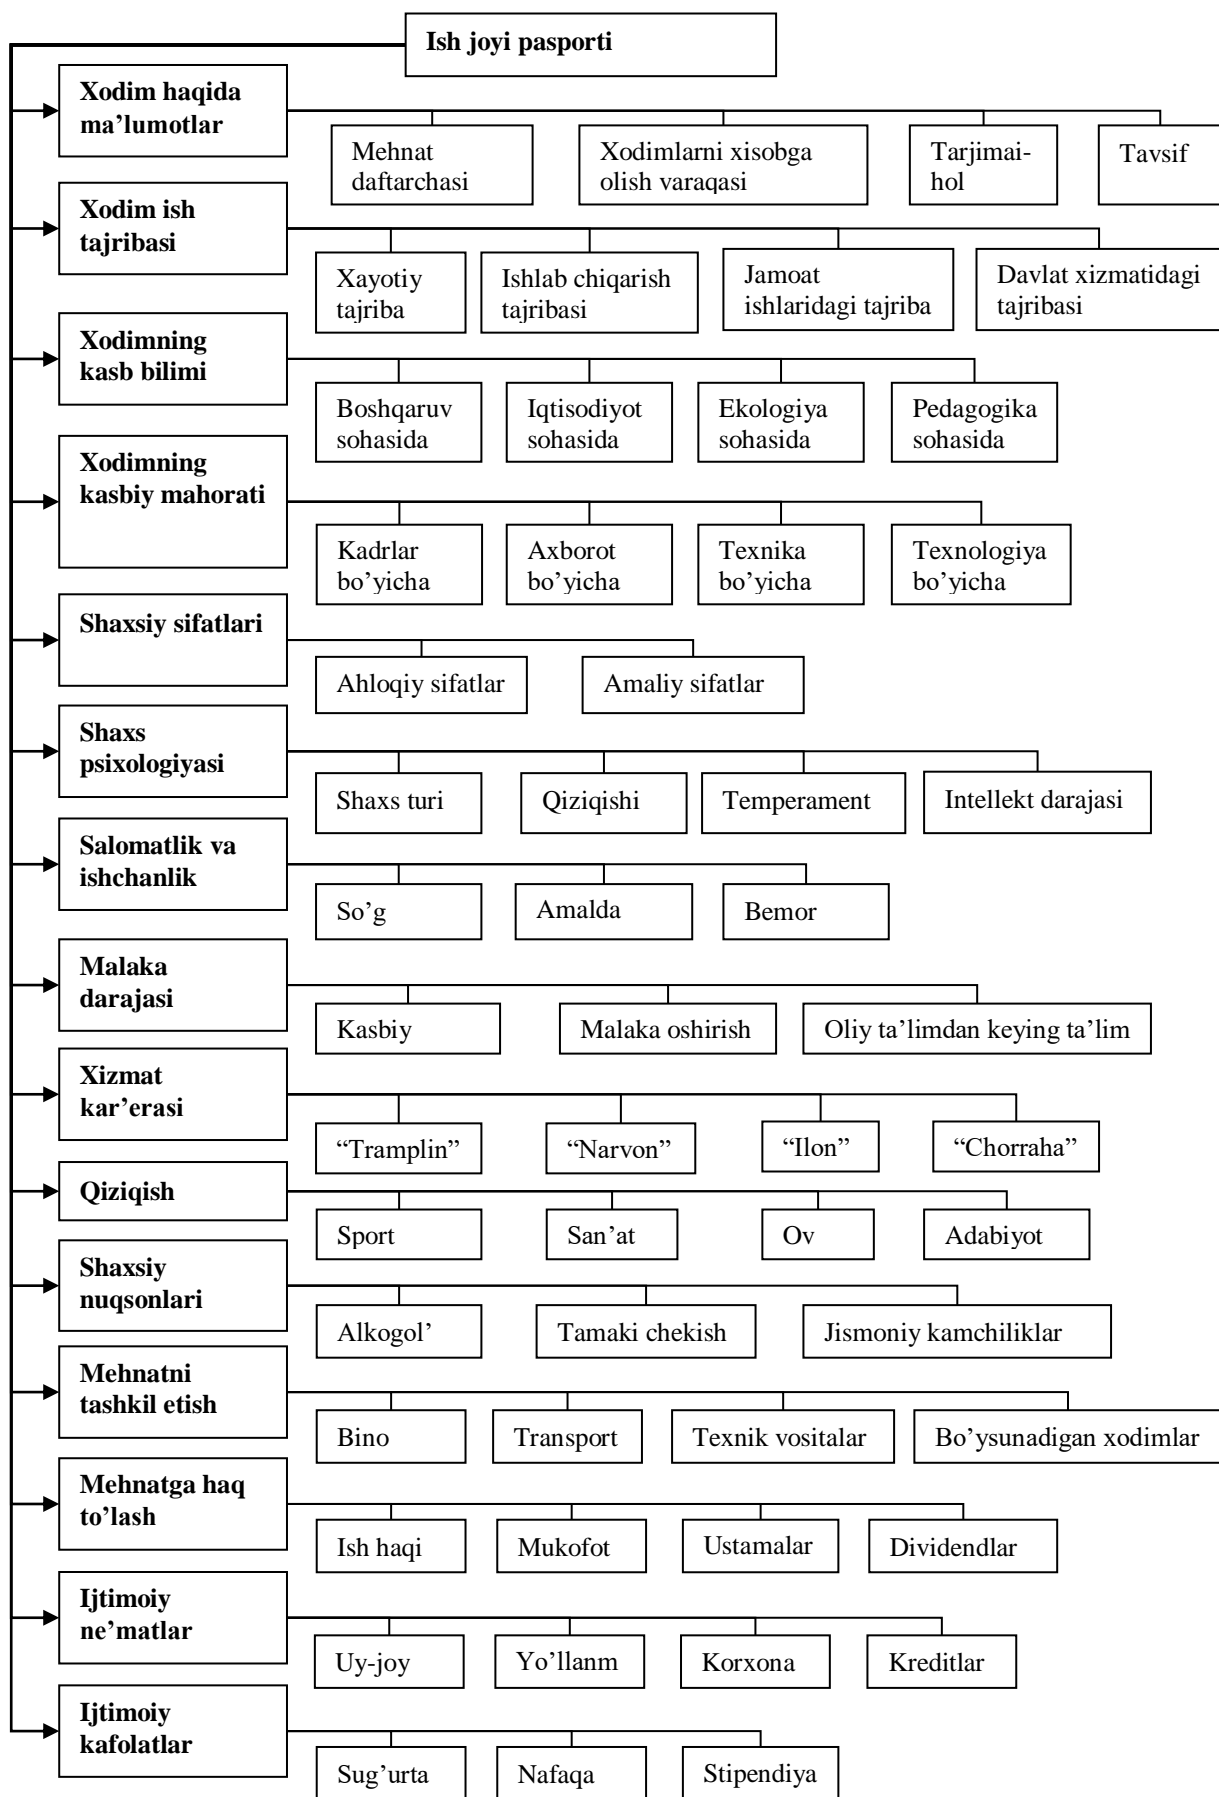 Ish joyi pasporti
Xodim haqida
ma’lumotlar
Mehnat
daftarchasi
Xodimlarni xisobga
olish varaqasi
Tarjimai-
hol
Tavsif
Xodim ish
tajribasi
Xayotiy
tajriba
Ishlab chiqarish
tajribasi
Jamoat
ishlaridagi tajriba
Davlat xizmatidagi
tajribasi
Xodimning
kasb bilimi
Boshqaruv
sohasida
Iqtisodiyot
sohasida
Ekologiya
sohasida
Pedagogika
sohasida
Xodimning
kasbiy mahorati
Kadrlar
bo’yicha
Axborot
bo’yicha
Texnika
bo’yicha
Texnologiya
bo’yicha
Shaxsiy sifatlari
Ahloqiy sifatlar
Amaliy sifatlar
Shaxs
psixologiyasi
Shaxs turi
Qiziqishi
Temperament
Intellekt darajasi
Salomatlik va
ishchanlik
So’g
Amalda
Bemor
Malaka
darajasi
Kasbiy
Malaka oshirish
Oliy ta’limdan keying ta’lim
Xizmat
kar’erasi
“Tramplin”
“Narvon”
“Ilon”
“Chorraha”
Qiziqish
Sport
San’at
Ov
Adabiyot
Shaxsiy
nuqsonlari
Alkogol’
Tamaki chekish
Jismoniy kamchiliklar
Mehnatni
tashkil etish
Bino
Transport
Texnik vositalar
Bo’ysunadigan xodimlar
Mehnatga haq
to’lash
Ish haqi
Mukofot
Ustamalar
Dividendlar
Ijtimoiy
ne’matlar
Uy-joy
Yo’llanm
Korxona
Kreditlar
Ijtimoiy
kafolatlar
Sug’urta
Nafaqa
Stipendiya